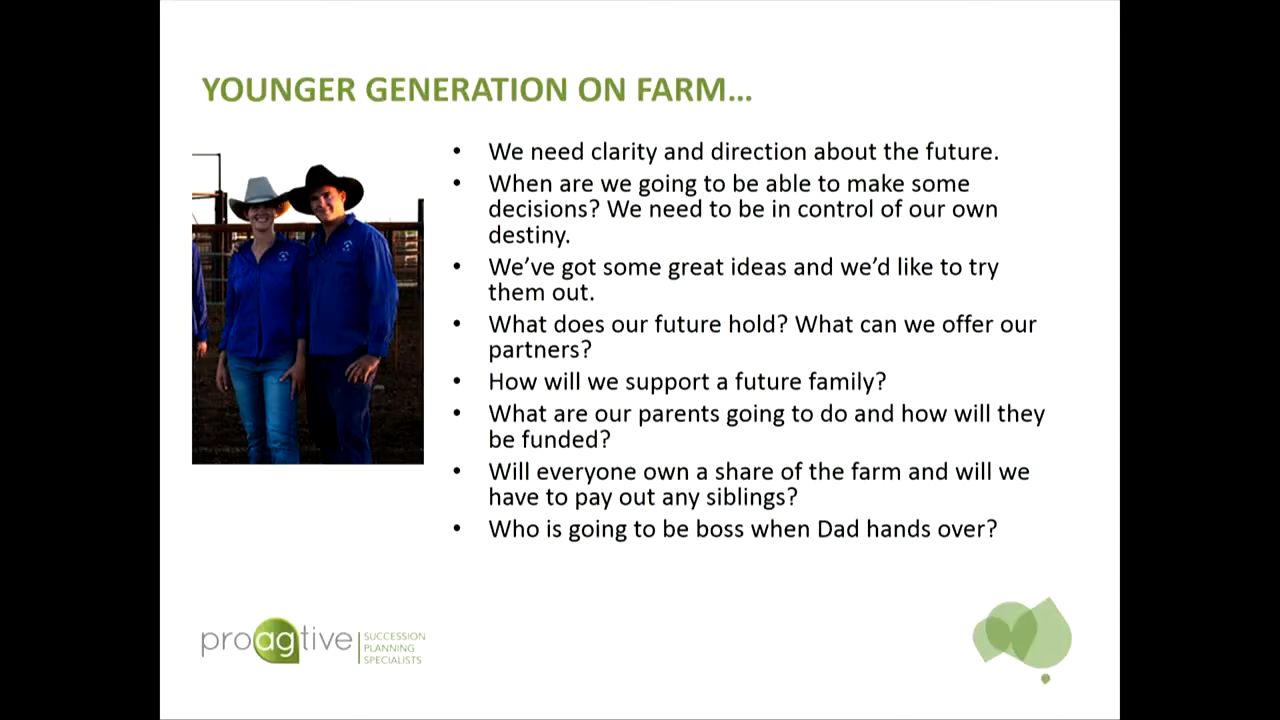 YOUNGER GENERATION ON FARM...
• We need clarity and direction about the future.
• When are we going to be able to make some
decisions? We need to be in control of our own
destiny.
• We’ve got some great ideas and we’d like to try
them out.
• What does our future hold? What can we offer our
partners?
• How will we support a future family?
• What are our parents going to do and how will they
be funded?
• Will everyone own a share of the farm and will we
have to pay out any siblings?
• Who is going to be boss when Dad hands over?
proagtive
SUCCESSION
PLANNING
SPECIALISTS